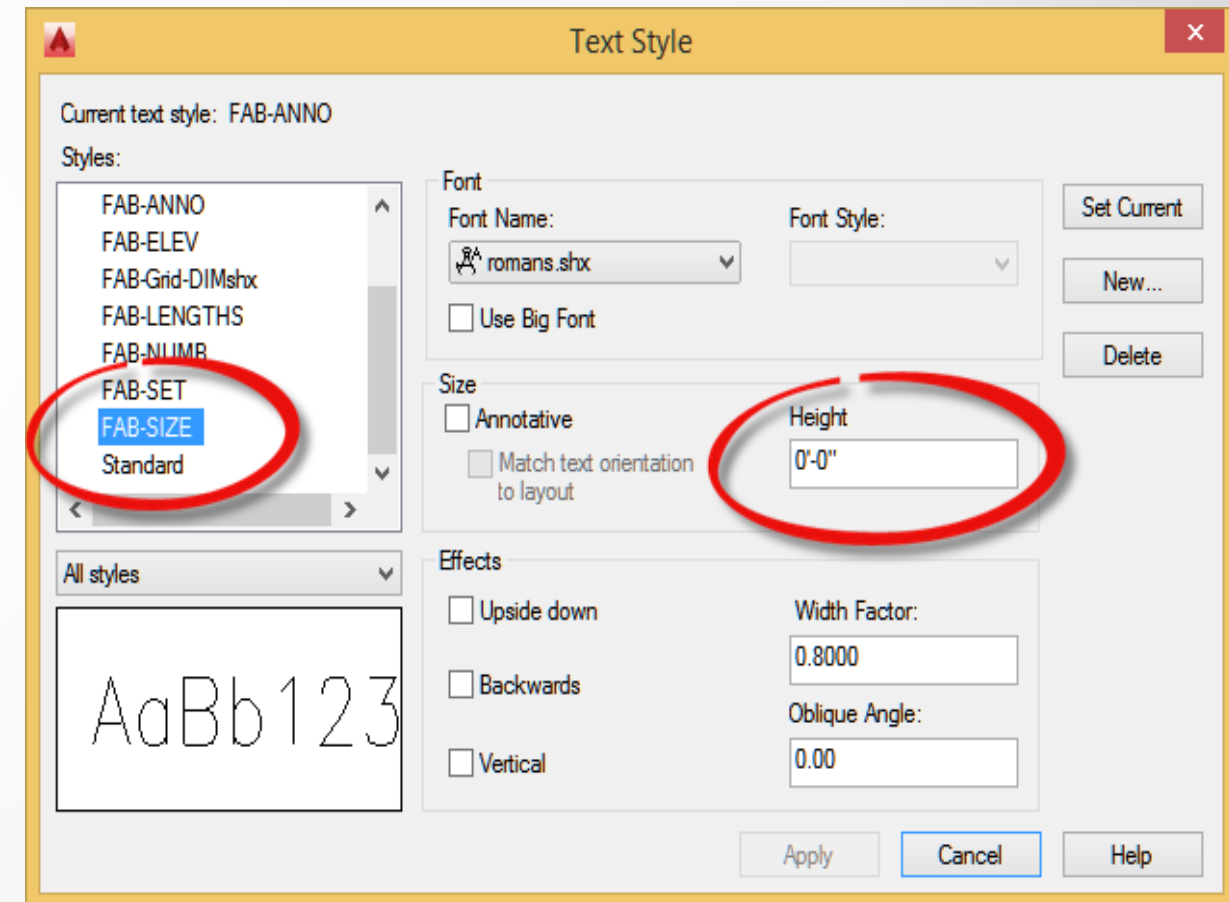 Text Style
Current text style: FAB-ANNO
Styles:
FAB-ANNO
FAB-ELEV
FAB-Grid-DIMshx
FAB-LENGTHS
FAB-NUMB
FAB-SET
FAB-SIZE
Standard
All styles
AaBb123
Font
Font Name:
romans.shx
Font Style:
Use Big Font
Size
Annotative
Match text orientation
to layout
Height
0'-0"
Effects
Upside down
Backwards
Vertical
Width Factor:
0.8000
Oblique Angle:
0.00
Set Current
New...
Delete
Apply
Cancel
Help